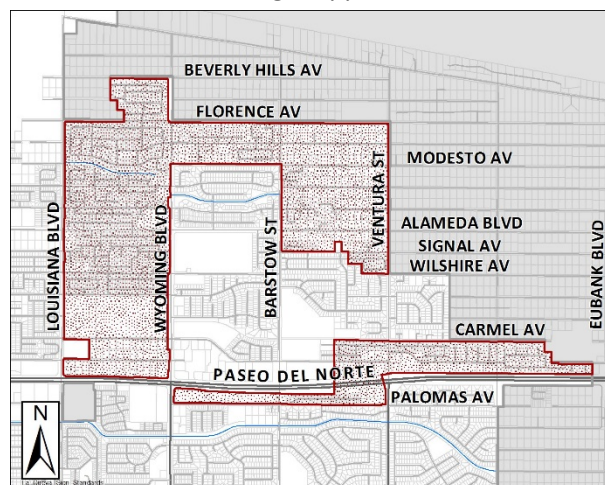 BEVERLY HILLS AV
FLORENCE AV
MODESTO AV
VENTURA ST
ALAMEDA BLVD
SIGNAL AV
WILSHIRE AV
LOUISIANA BLVD
WYOMING BLVD
BARSTOW ST
EUBANK BLVD
CARMEL AV
PASEO DEL NORTE
PALOMAS AV
N